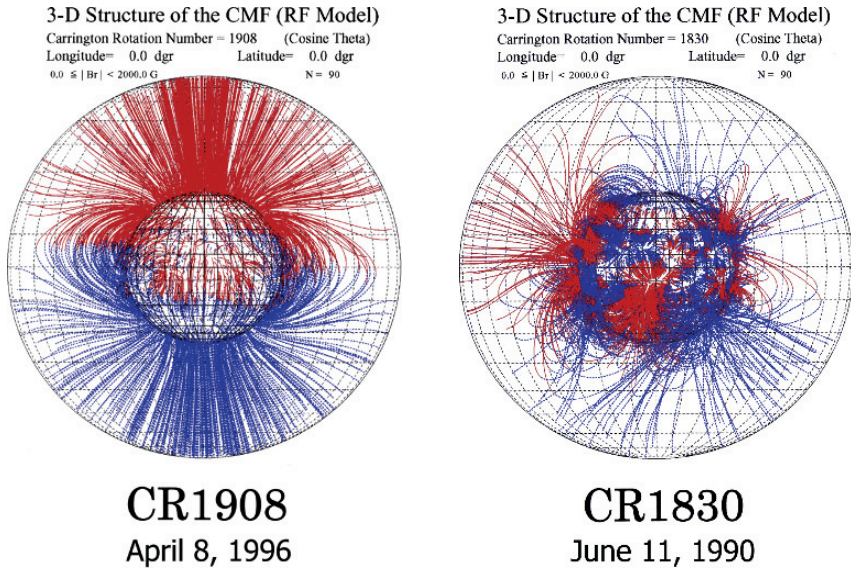 3-D Structure of the CMF (RF Model)
Carrington Rotation Number = 1908 (Cosine Theta)
Longitude= 0.0 dgr Latitude= 0.0 dgr
0.0 ≦ | Br | < 2000.0 G N = 90
CR1908
April 8, 1996
3-D Structure of the CMF (RF Model)
Carrington Rotation Number = 1830 (Cosine Theta)
Longitude= 0.0 dgr Latitude= 0.0 dgr
0.0 ≦ | Br | < 2000.0 G N = 90
CR1830
June 11, 1990